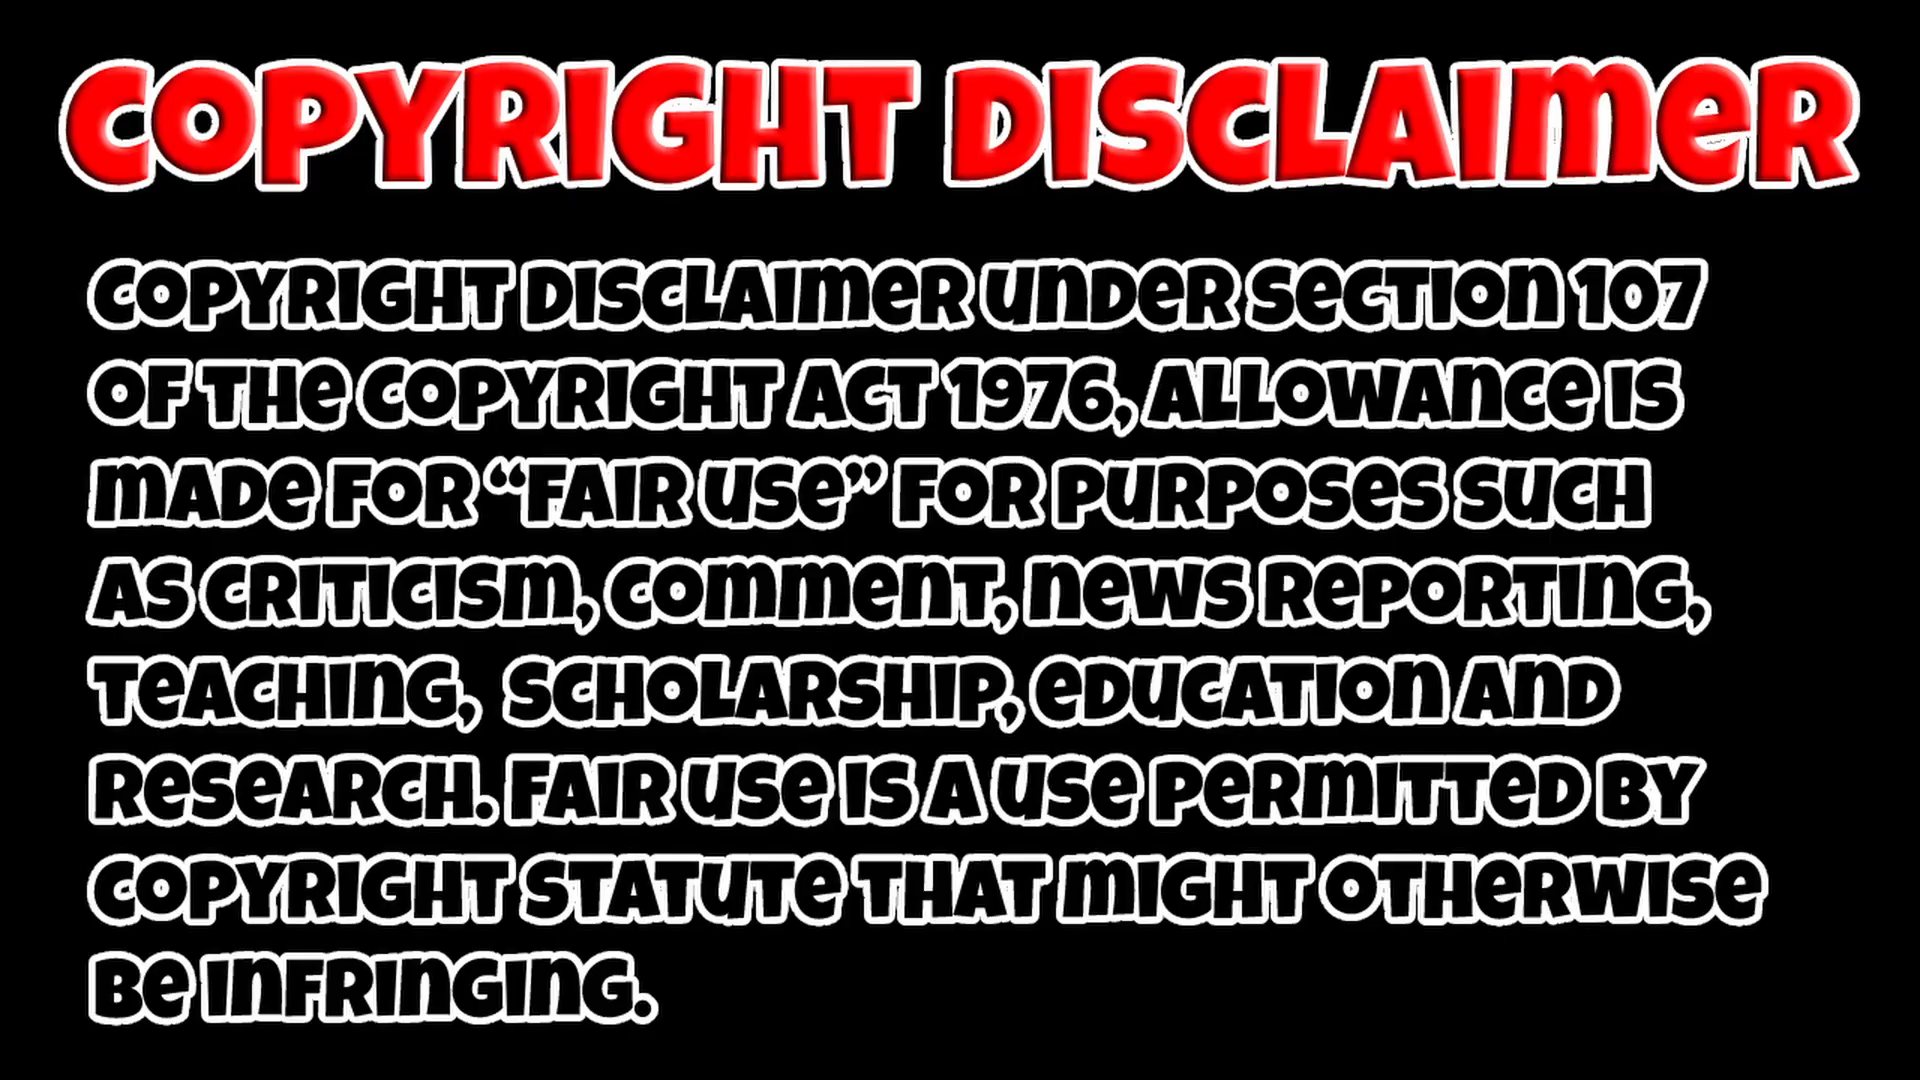 COPYRIGHT DISCLAIMER
COPYRIGHT DISCLAIMER UNDER SECTION 107
OF THE COPYRIGHT ACT 1976, ALLOWANCE IS
MADE FOR “FAIR USE” FOR PURPOSES SUCH
AS CRITICISM, COMMENT, NEWS REPORTING,
TEACHING, SCHOLARSHIP, EDUCATION AND
RESEARCH. FAIR USE IS A USE PERMITTED BY
COPYRIGHT STATUTE THAT MIGHT OTHERWISE
BE INFRINGING.